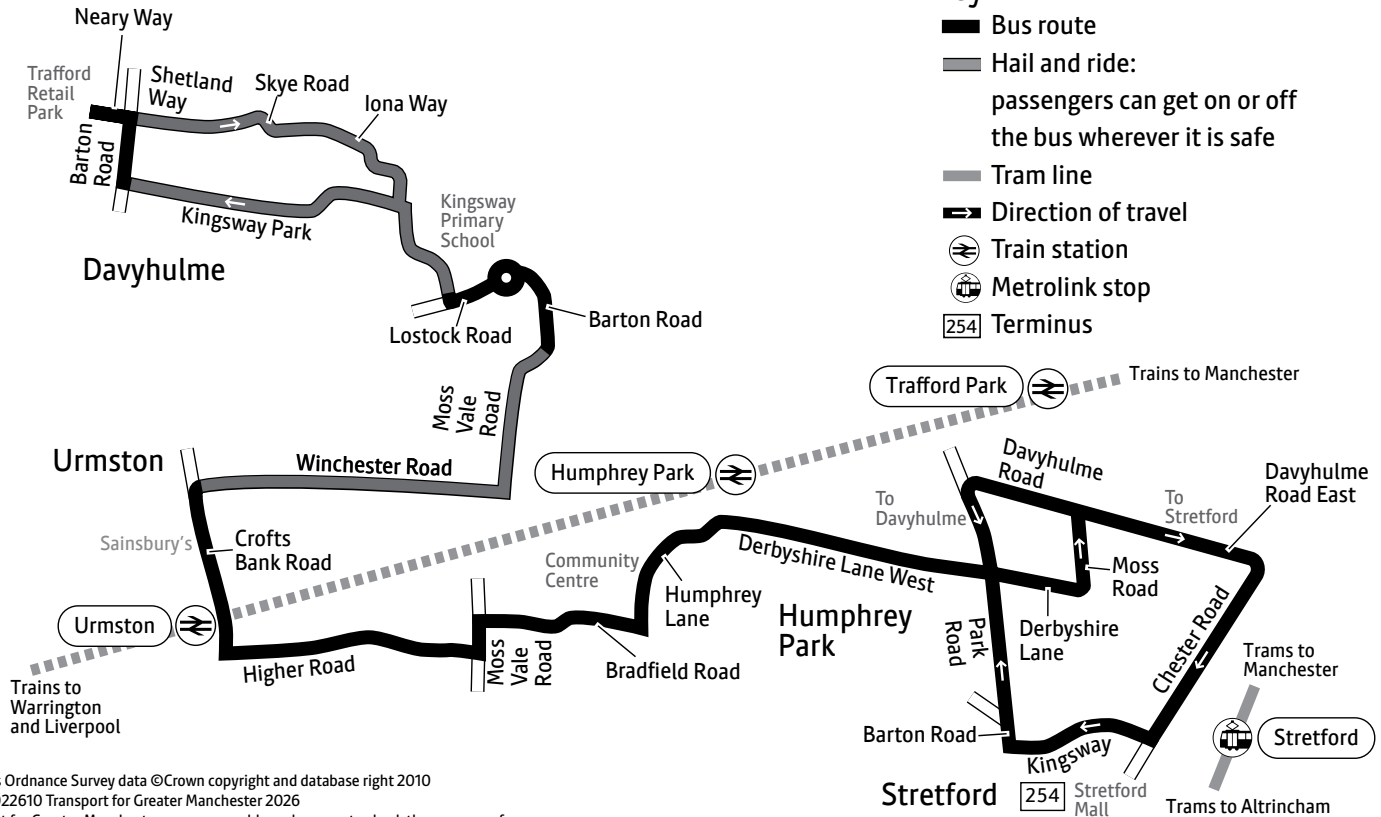 Neary Way
Trafford
Retail
Park
Shetland
Way
Skye Road
Iona Way
Barton
Road
Kingsway Park
Kingsway
Primary
School
Davyhulme
Lostock Road
Barton Road
Moss
Vale
Road
Bus route
Hail and ride:
passengers can get on or off
the bus wherever it is safe
Tram line
Direction of travel
Train station
Metrolink stop
254 Terminus
Trafford Park
Trains to Manchester
Urmston
Winchester Road
Humphrey Park
Sainsbury's
Crofts
Bank Road
Community
Centre
Humphrey
Lane
Derbyshire Lane West
Humphrey
Park
To
Davyhulme
Davyhulme
Road
To
Stretford
Davyhulme
Road East
Moss
Road
Derbyshire
Lane
Park
Road
Chester Road
Urmston
Higher Road
Moss
Vale
Road
Bradfield Road
Trains to
Warrington
and Liverpool
Barton Road
Kingsway
Trams to
Manchester
Stretford
Stretford
254
Stretford
Mall
Trams to Altrincham
Ordnance Survey data ©Crown copyright and database right 2010
022610 Transport for Greater Manchester 2026